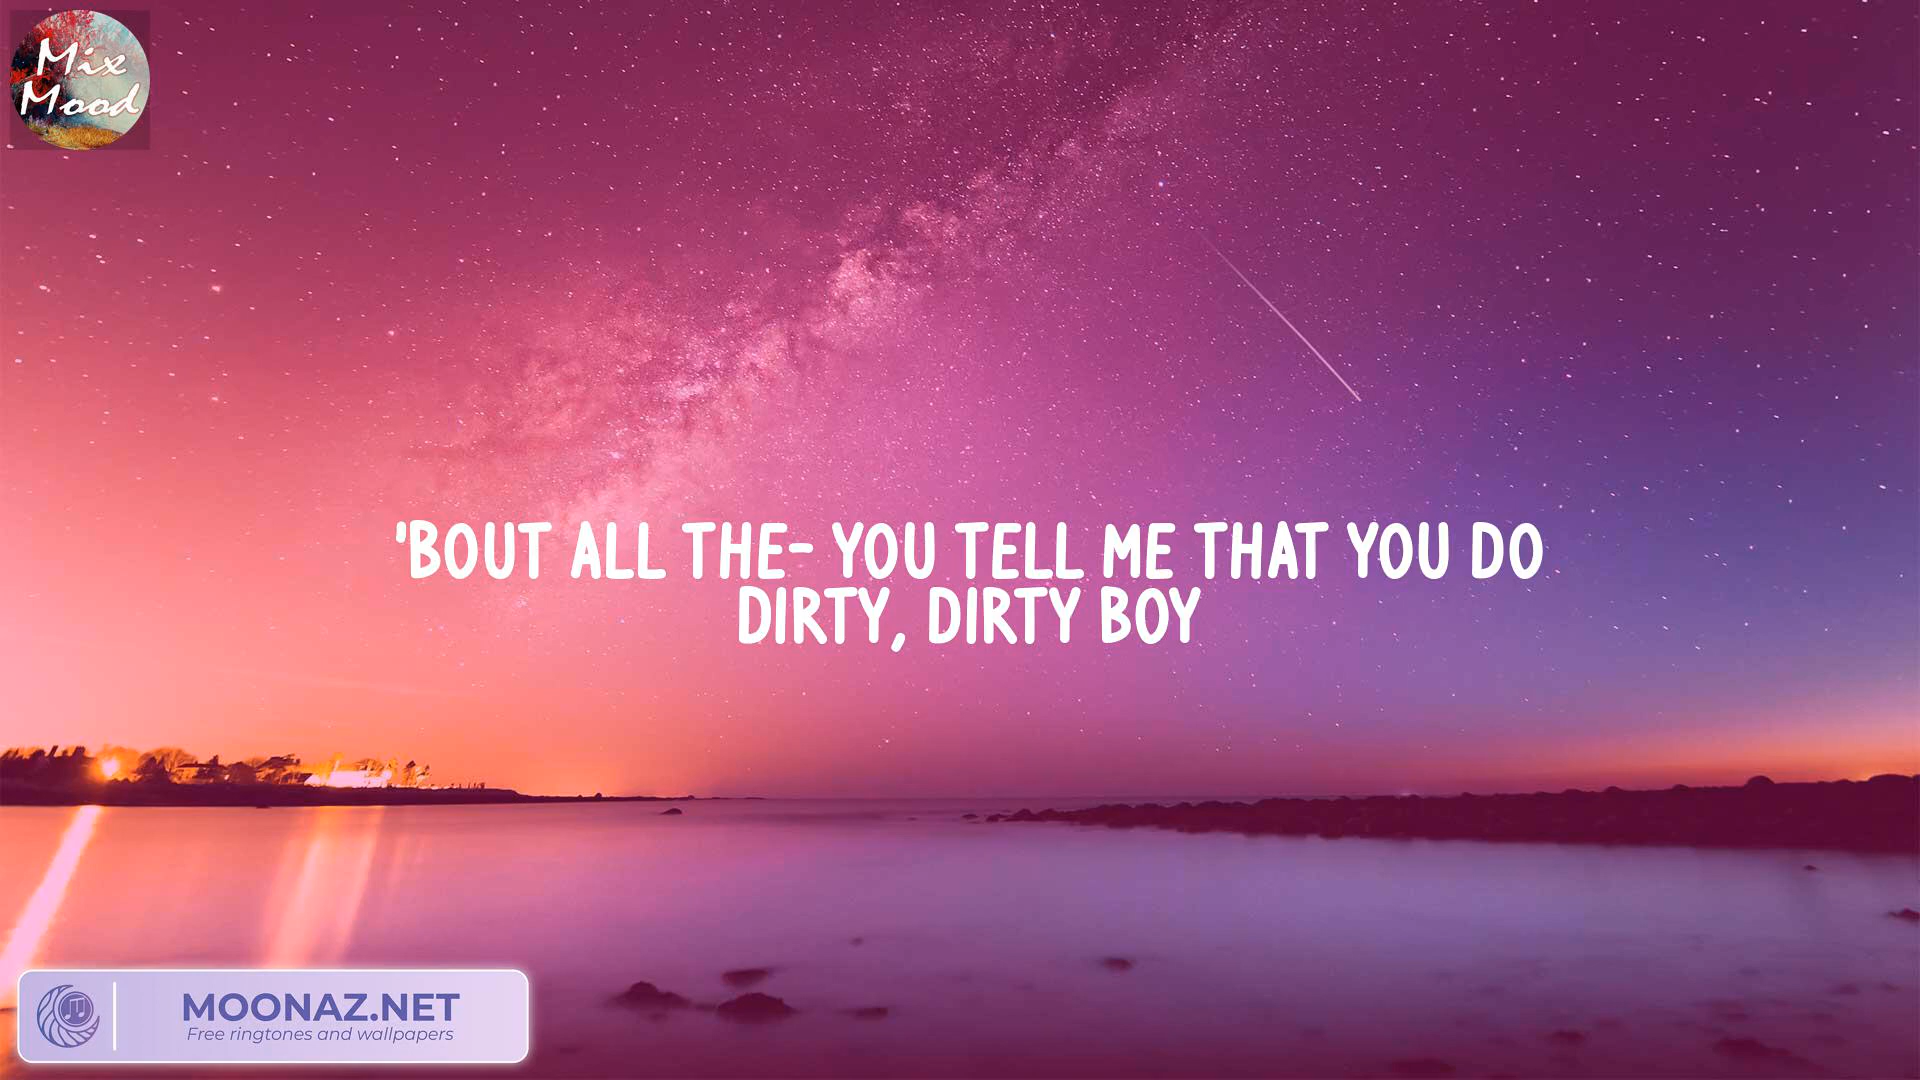 Mix
Mood
'BOUT ALL THE- YOU TELL ME THAT YOU DO
DIRTY, DIRTY BOY
MOONAZ.NET
Free ringtones and wallpapers